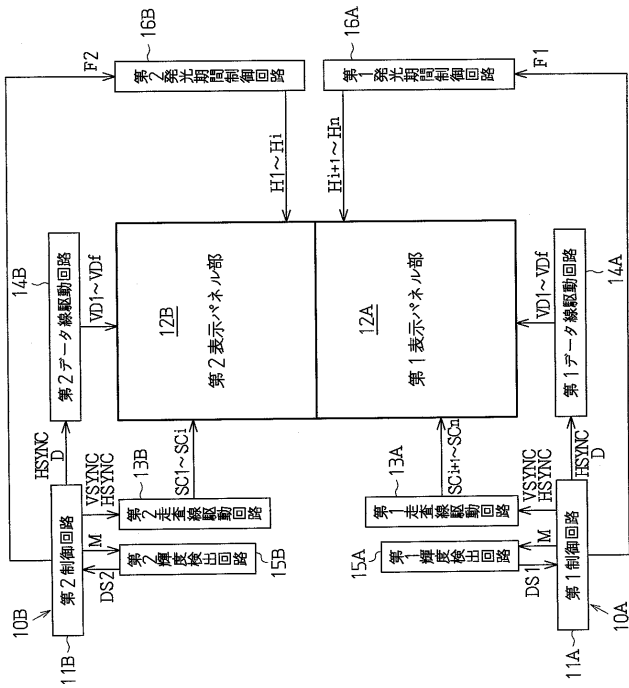 16B
第2発光期間制御回路
F2
H1~Hi
16A
第1発光期間制御回路
F1
Hi+1~Hn
14B
第2データ線駆動回路
VD1~VDf
12B
第2表示パネル部
12A
第1表示パネル部
14A
第1データ線駆動回路
VD1~VDf
HSYNC
D
VSYNC
HSYNC
13B
第2走査線駆動回路
SC1~SCi
13A
第1走査線駆動回路
SCi+1~SCn
VSYNC
HSYNC
HSYNC
D
10B
11B
第2制御回路
M
DS2
第2輝度検出回路
15B
15A
第1輝度検出回路
M
DS1
第1制御回路
11A
10A